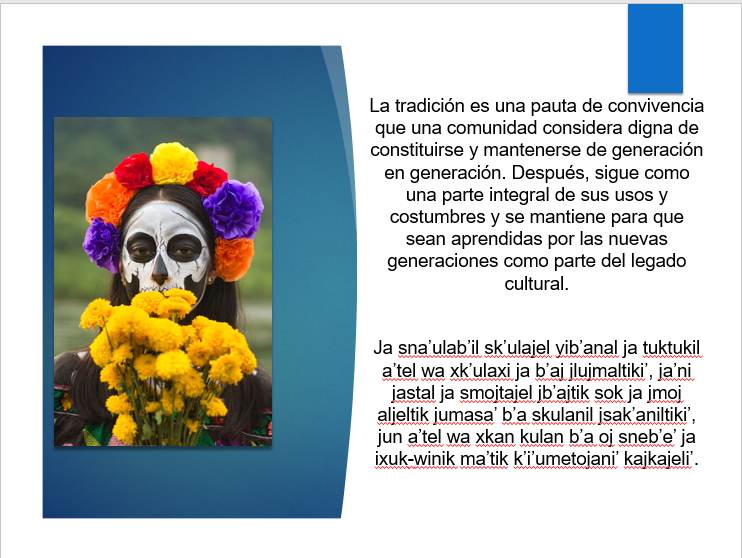 La tradición es una pauta de convivencia
que una comunidad considera digna de
constituirse y mantenerse de generación
en generación. Después, sigue como
una parte integral de sus usos y
costumbres y se mantiene para que
sean aprendidas por las nuevas
generaciones como parte del legado
cultural.
Ja sna’ulab’il sk’ulajel yib’anal ja tuktukil
a’tel wa xk’ulaxi ja b’aj jlujmaltiki’, ja’ni
jastal ja smojtajel jb’ajtik sok ja jmoj
aljeltik jumasa’ b’a skulanil jsak’aniltiki’,
jun a’tel wa xkan kulan b’a oj sneb’e’ ja
ixuk-winik ma’tik k’i’umetojani’ kajkajeli’.